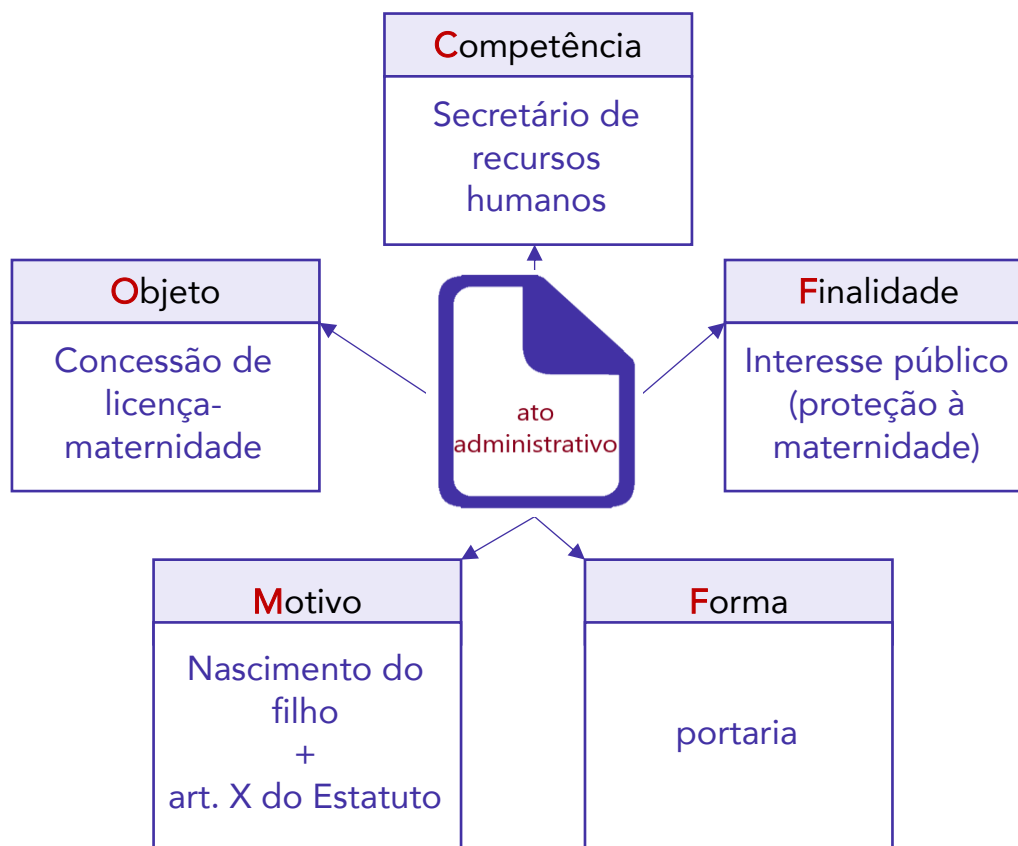 Competência
Secretário de
recursos
humanos
Objeto
Concessão de
licença-
maternidade
ato
administrativo
Finalidade
Interesse público
(proteção à
maternidade)
Motivo
Nascimento do
filho
+
art. X do Estatuto
Forma
portaria